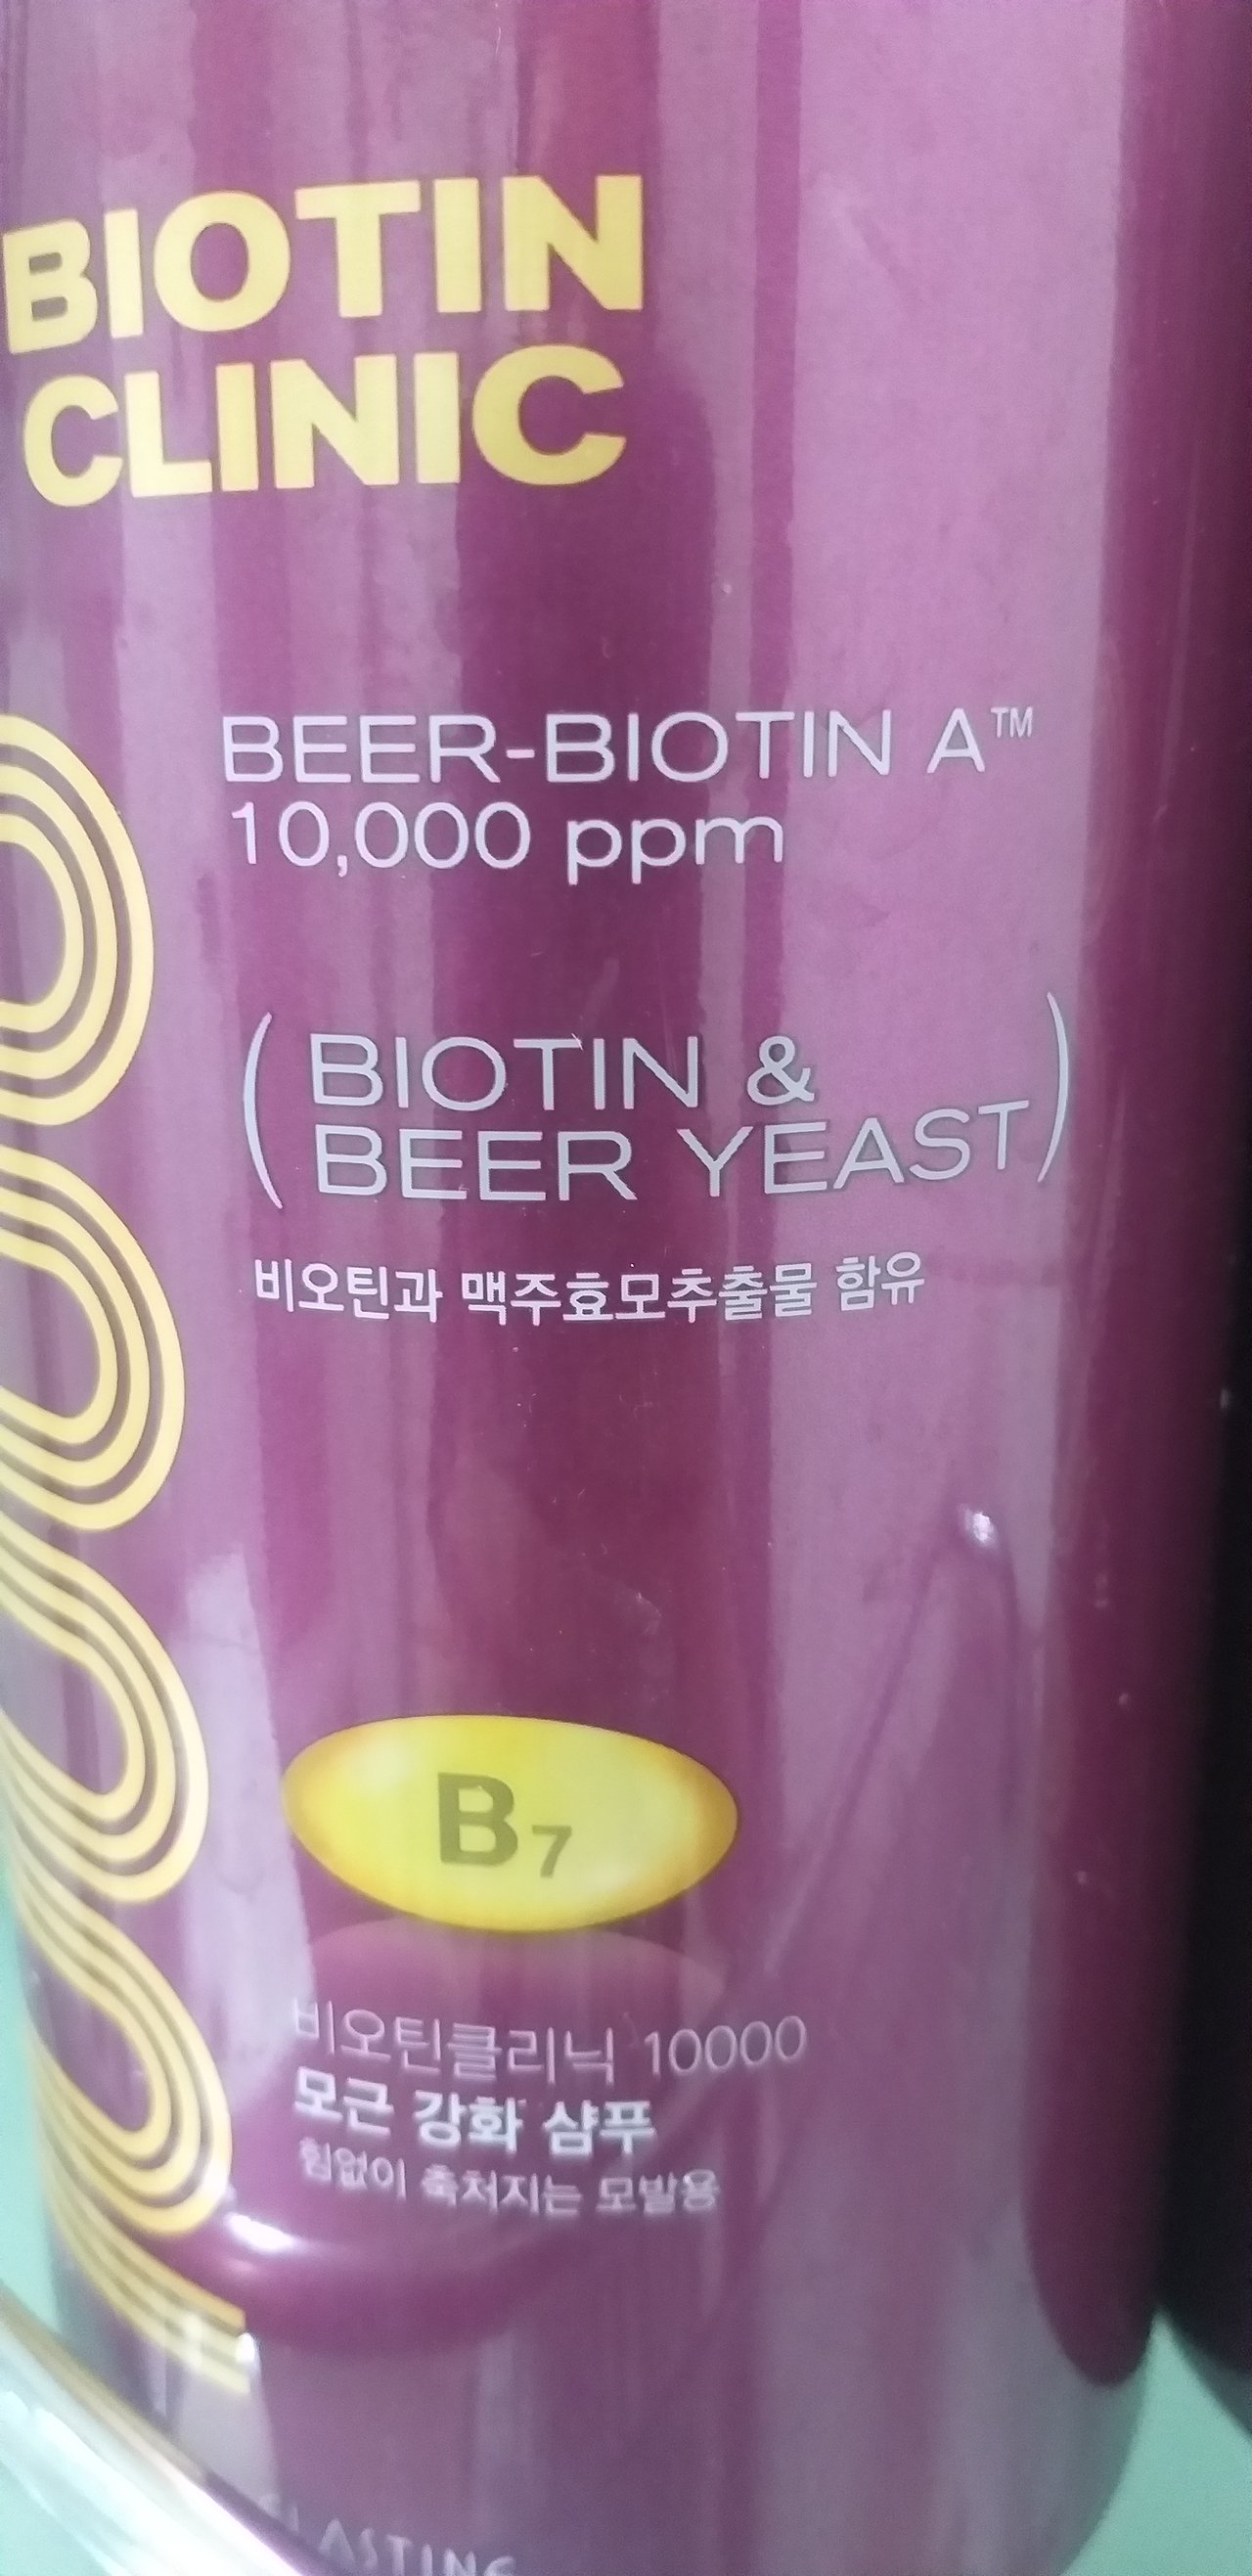 BIOTIN
CLINIC
BEER-BIOTIN A™
10,000 ppm
(BIOTIN &
BEER YEAST)
비오틴과 맥주효모추출물 함유
B7
비오틴클리닉 10000
모근 강화 샴푸
힘없이 축처지는 모발용